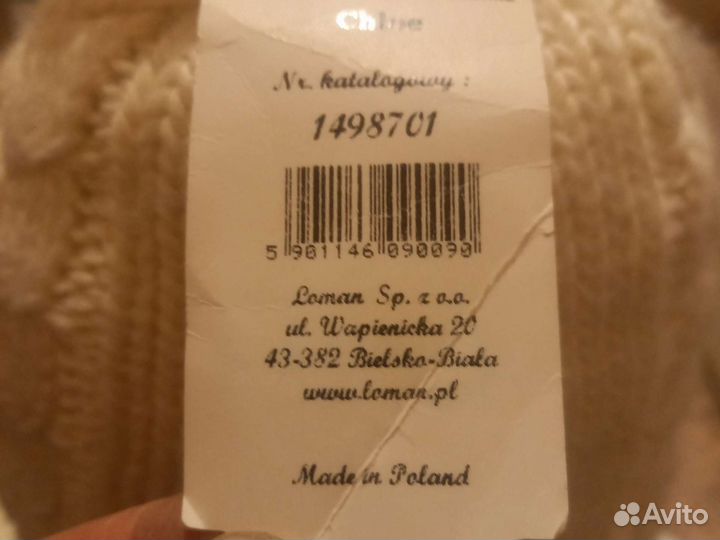 Chloe
Nr. katalogowy :
1498701
5 901146 090090
Loman Sp. z o.o.
ul. Wapienicka 20
43-382 Bielsko-Biała
www.loman.pl
Made in Poland
Avito